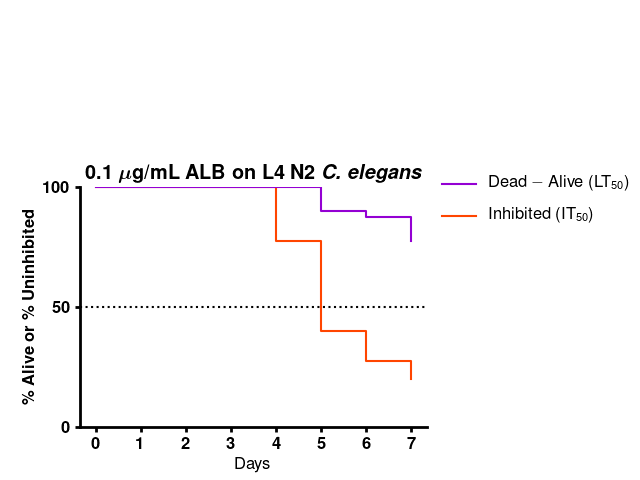 0.1 μg/mL ALB on L4 N2 C. elegans
Dead – Alive (LT₅₀)
Inhibited (IT₅₀)
% Alive or % Uninhibited
100
50
0
0 1 2 3 4 5 6 7
Days